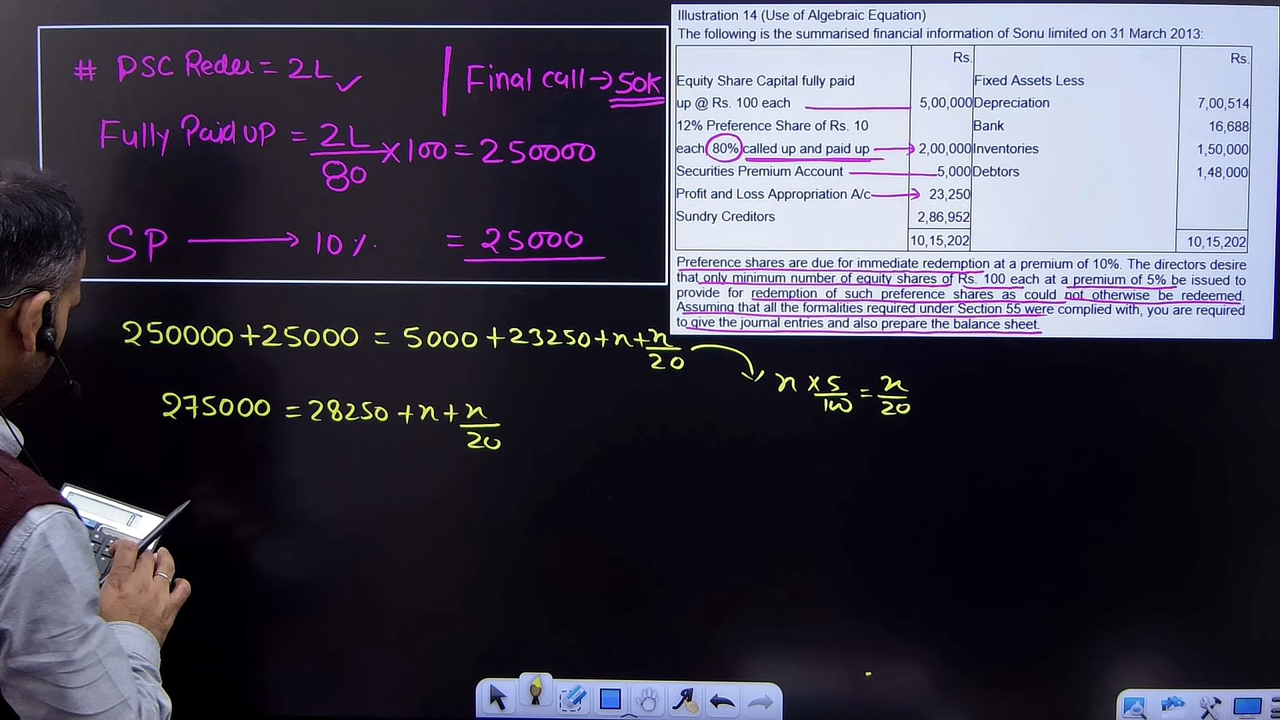 # PSC Redem = 2L
Final call → 50K
Fully Paid UP = 2L/80 × 100 = 250000
SP → 10% = 25000
Illustration 14 (Use of Algebraic Equation)
The following is the summarised financial information of Sonu limited on 31 March 2013:
Rs. Rs.
Equity Share Capital fully paid Fixed Assets Less
up @ Rs. 100 each 5,00,000 Depreciation 7,00,514
12% Preference Share of Rs. 10 Bank 16,688
each 80% called up and paid up 2,00,000 Inventories 1,50,000
Securities Premium Account 5,000 Debtors 1,48,000
Profit and Loss Appropriation A/c 23,250
Sundry Creditors 2,86,952
10,15,202 10,15,202
Preference shares are due for immediate redemption at a premium of 10%. The directors desire
that only minimum number of equity shares of Rs. 100 each at a premium of 5% be issued to
provide for redemption of such preference shares as could not otherwise be redeemed.
Assuming that all the formalities required under Section 55 were complied with, you are required
to give the journal entries and also prepare the balance sheet.
250000 + 25000 = 5000 + 23250 + x + x/20
x × 5/100 = x/20
275000 = 28250 + x + x/20